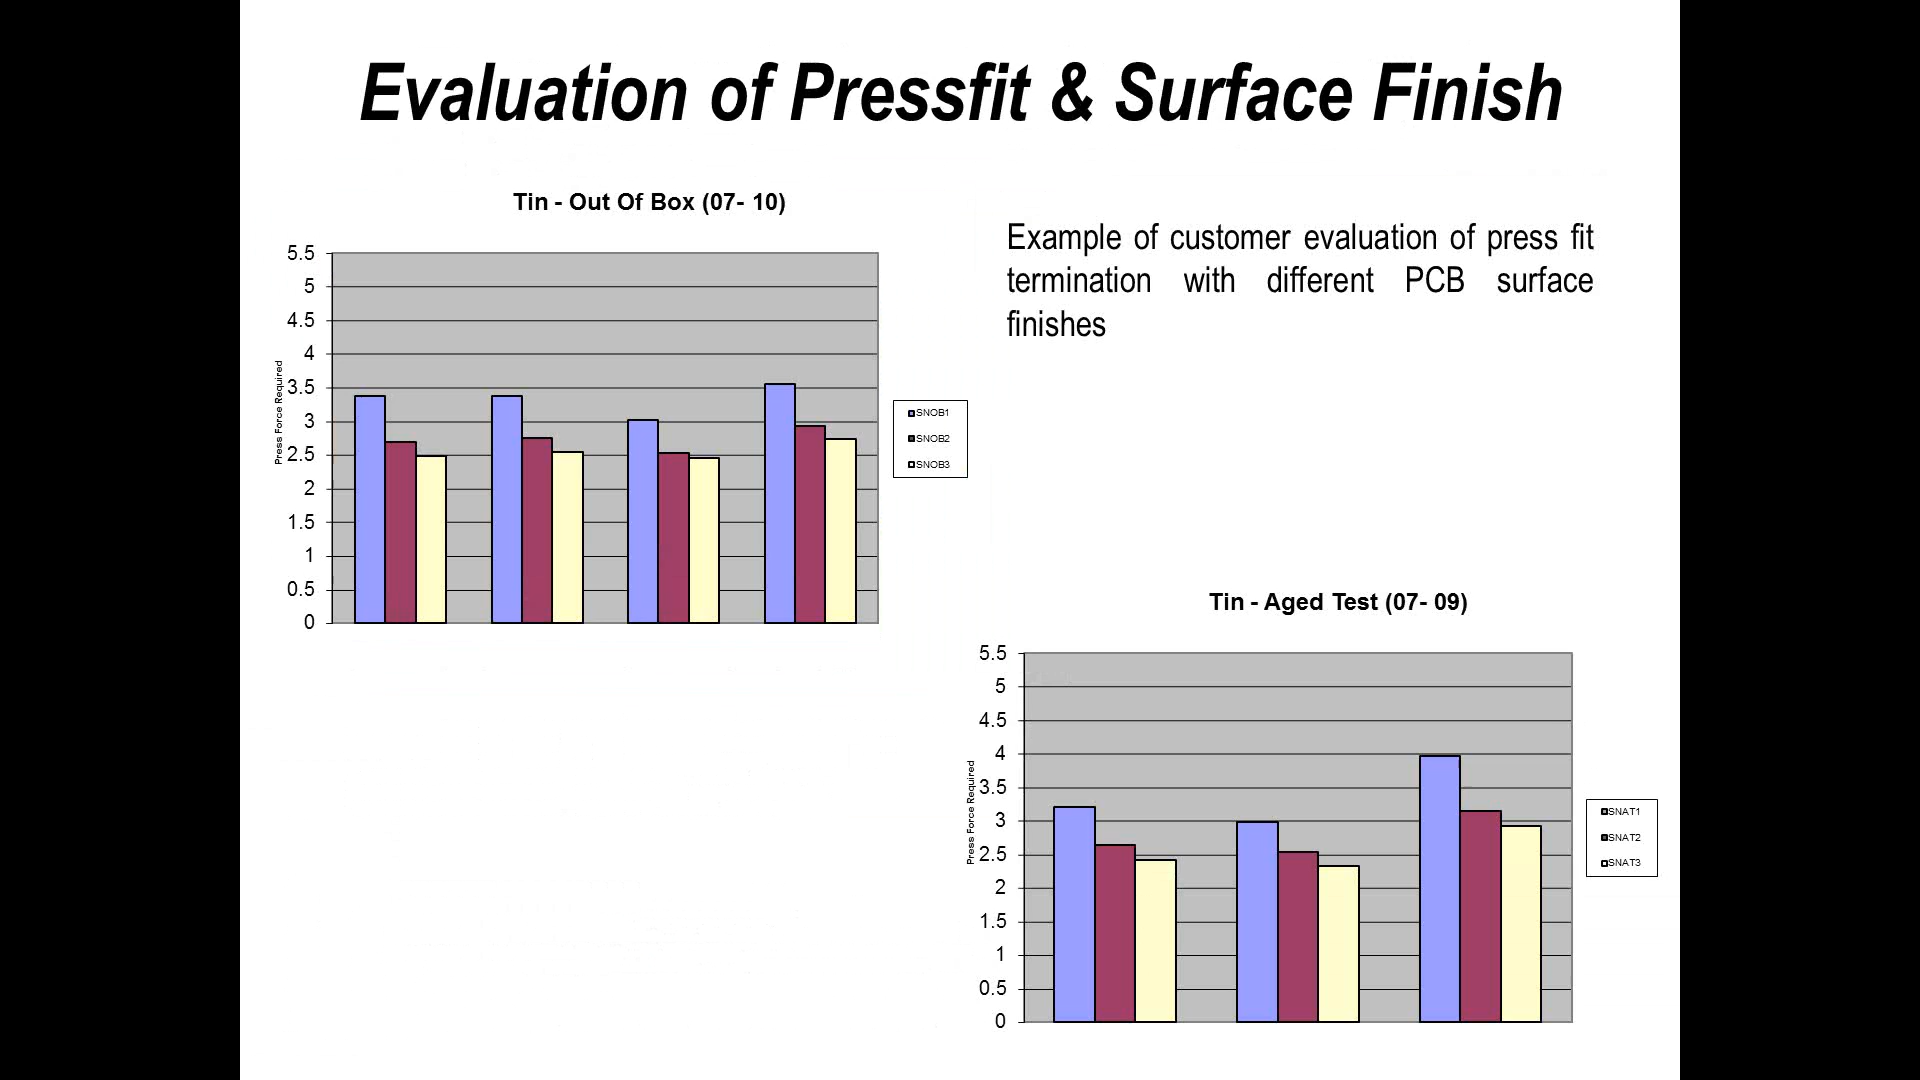 Evaluation of Pressfit & Surface Finish
Tin - Out Of Box (07- 10)
Example of customer evaluation of press fit
termination with different PCB surface
finishes
Press Force Required
5.5
5
4.5
4
3.5
3
2.5
2
1.5
1
0.5
0
SNOB1
SNOB2
SNOB3
Tin - Aged Test (07- 09)
Press Force Required
5.5
5
4.5
4
3.5
3
2.5
2
1.5
1
0.5
0
SNAT1
SNAT2
SNAT3